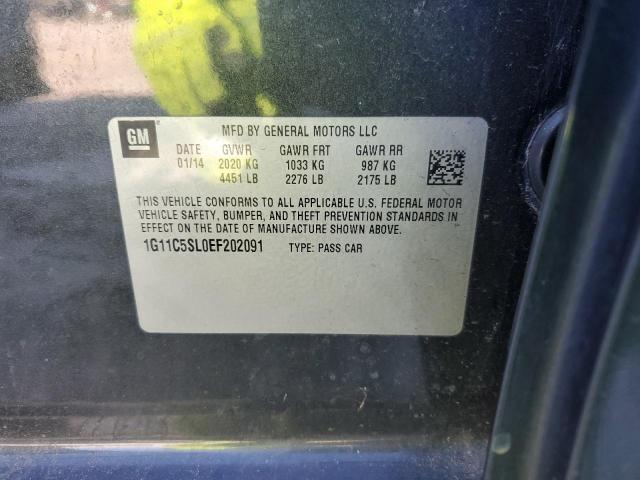 GM
MFD BY GENERAL MOTORS LLC
DATE GVWR GAWR FRT GAWR RR
01/14 2020 KG 1033 KG 987 KG
4451 LB 2276 LB 2175 LB
THIS VEHICLE CONFORMS TO ALL APPLICABLE U.S. FEDERAL MOTOR
VEHICLE SAFETY, BUMPER, AND THEFT PREVENTION STANDARDS IN
EFFECT ON THE DATE OF MANUFACTURE SHOWN ABOVE.
1G11C5SL0EF202091 TYPE: PASS CAR